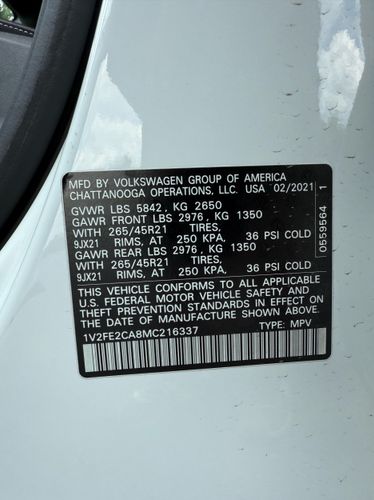 MFD BY VOLKSWAGEN GROUP OF AMERICA
CHATTANOOGA OPERATIONS, LLC. USA 02/2021
GVWR LBS 5842, KG 2650
GAWR FRONT LBS 2976, KG 1350
WITH 265/45R21 TIRES,
9JX21 RIMS, AT 250 KPA, 36 PSI COLD
GAWR REAR LBS 2976, KG 1350
WITH 265/45R21 TIRES,
9JX21 RIMS, AT 250 KPA, 36 PSI COLD
THIS VEHICLE CONFORMS TO ALL APPLICABLE
U.S. FEDERAL MOTOR VEHICLE SAFETY AND
THEFT PREVENTION STANDARDS IN EFFECT ON
THE DATE OF MANUFACTURE SHOWN ABOVE.
1V2FE2CA8MC216337 TYPE: MPV
0559564 1